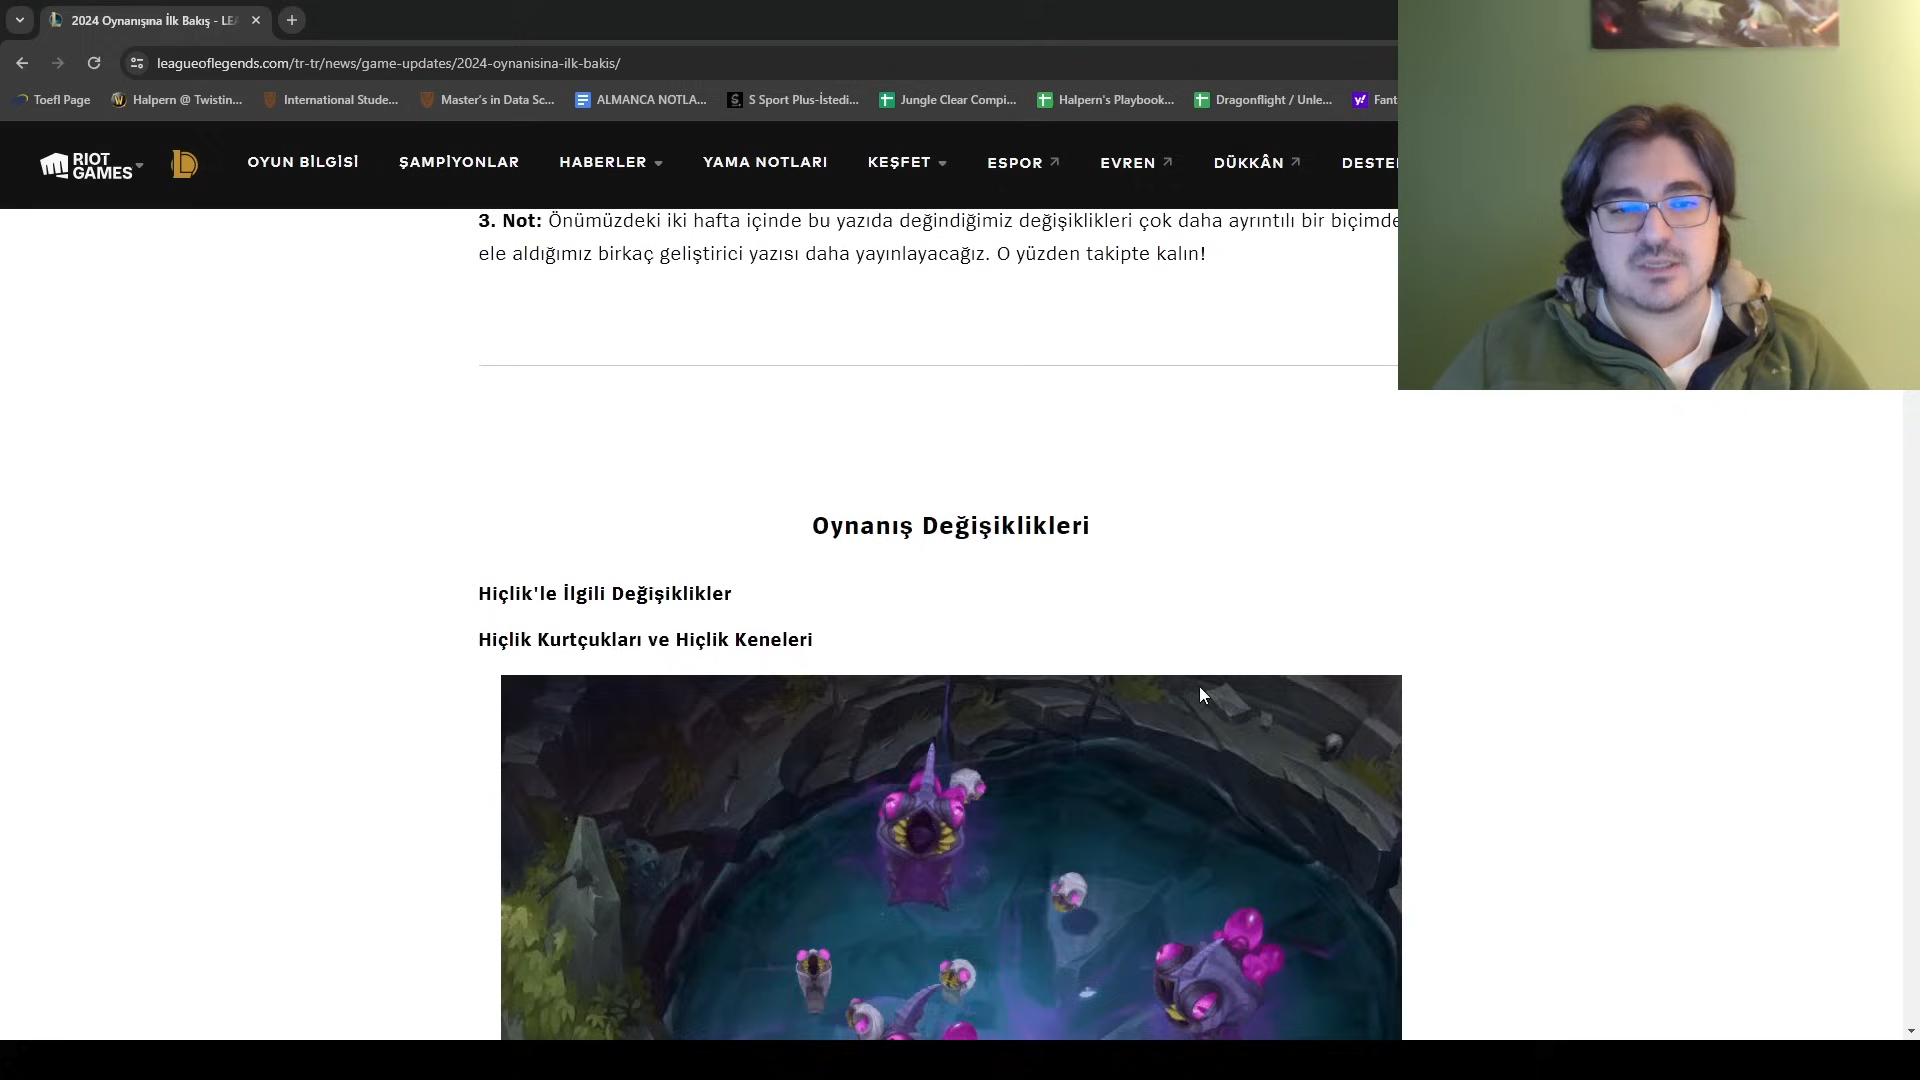 2024 Oynanışına İlk Bakış - LEA
leagueoflegends.com/tr-tr/news/game-updates/2024-oynanisina-ilk-bakis/
Toefl Page
Halpern @ Twistin...
International Stude...
Master's in Data Sc...
ALMANCA NOTLA...
S Sport Plus-İstedi...
Jungle Clear Compi...
Halpern's Playbook...
Dragonflight / Unle...
Fant
RIOT
GAMES
OYUN BİLGİSİ
ŞAMPİYONLAR
HABERLER
YAMA NOTLARI
KEŞFET
ESPOR
EVREN
DÜKKÂN
DESTE
3. Not: Önümüzdeki iki hafta içinde bu yazıda değindiğimiz değişiklikleri çok daha ayrıntılı bir biçimde
ele aldığımız birkaç geliştirici yazısı daha yayınlayacağız. O yüzden takipte kalın!
Oynanış Değişiklikleri
Hiçlik'le İlgili Değişiklikler
Hiçlik Kurtçukları ve Hiçlik Keneleri